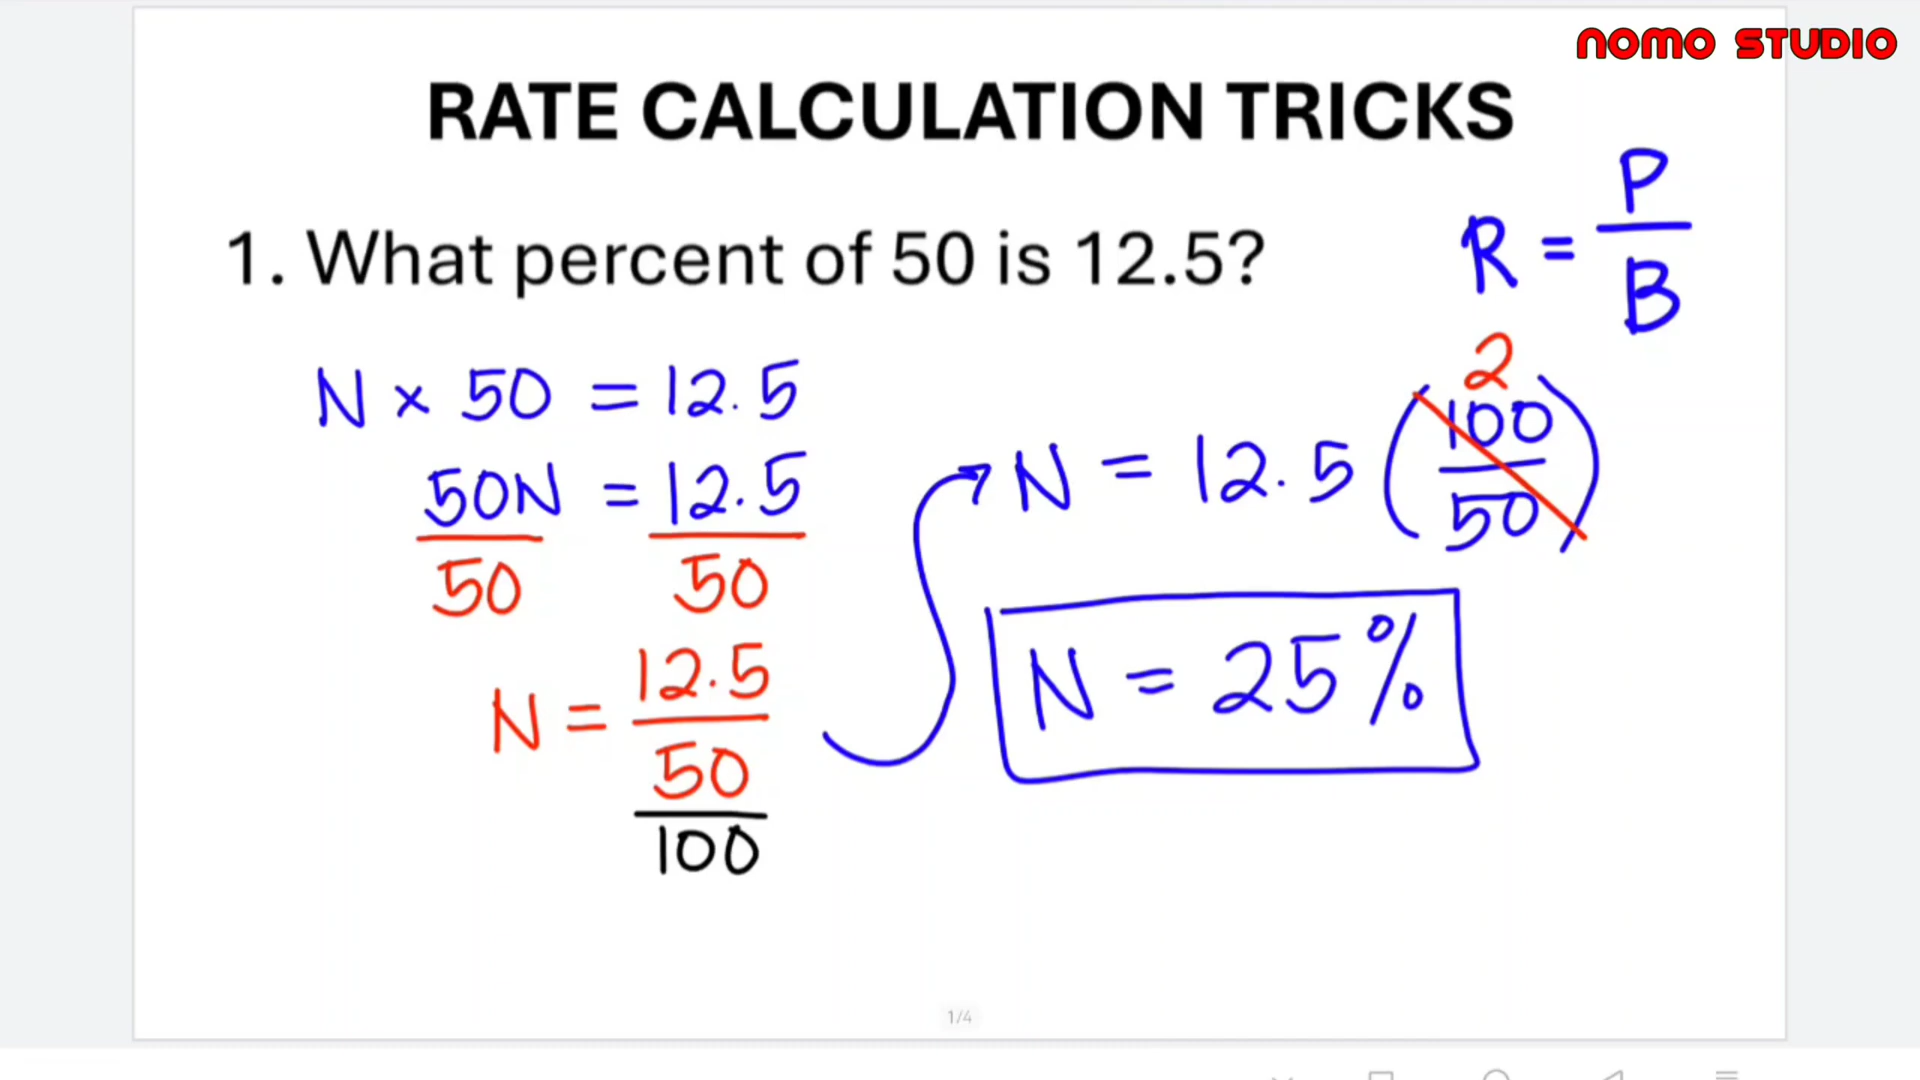 NOMO STUDIO
RATE CALCULATION TRICKS
1. What percent of 50 is 12.5?
R = P/B
N × 50 = 12.5
50N/50 = 12.5/50
N = 12.5/50/100
N = 12.5 (100/50) 2
N = 25%
1/4